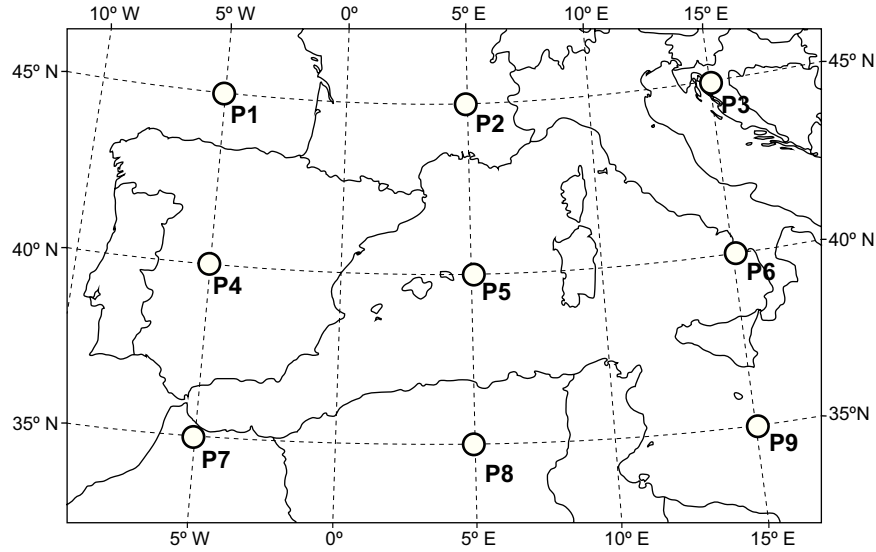 10º W 5º W 0º 5º E 10º E 15º E
45º N 45º N
P1 P2 P3
40º N 40º N
P4 P5 P6
35º N 35ºN
P7 P8 P9
5º W 0º 5º E 10º E 15º E